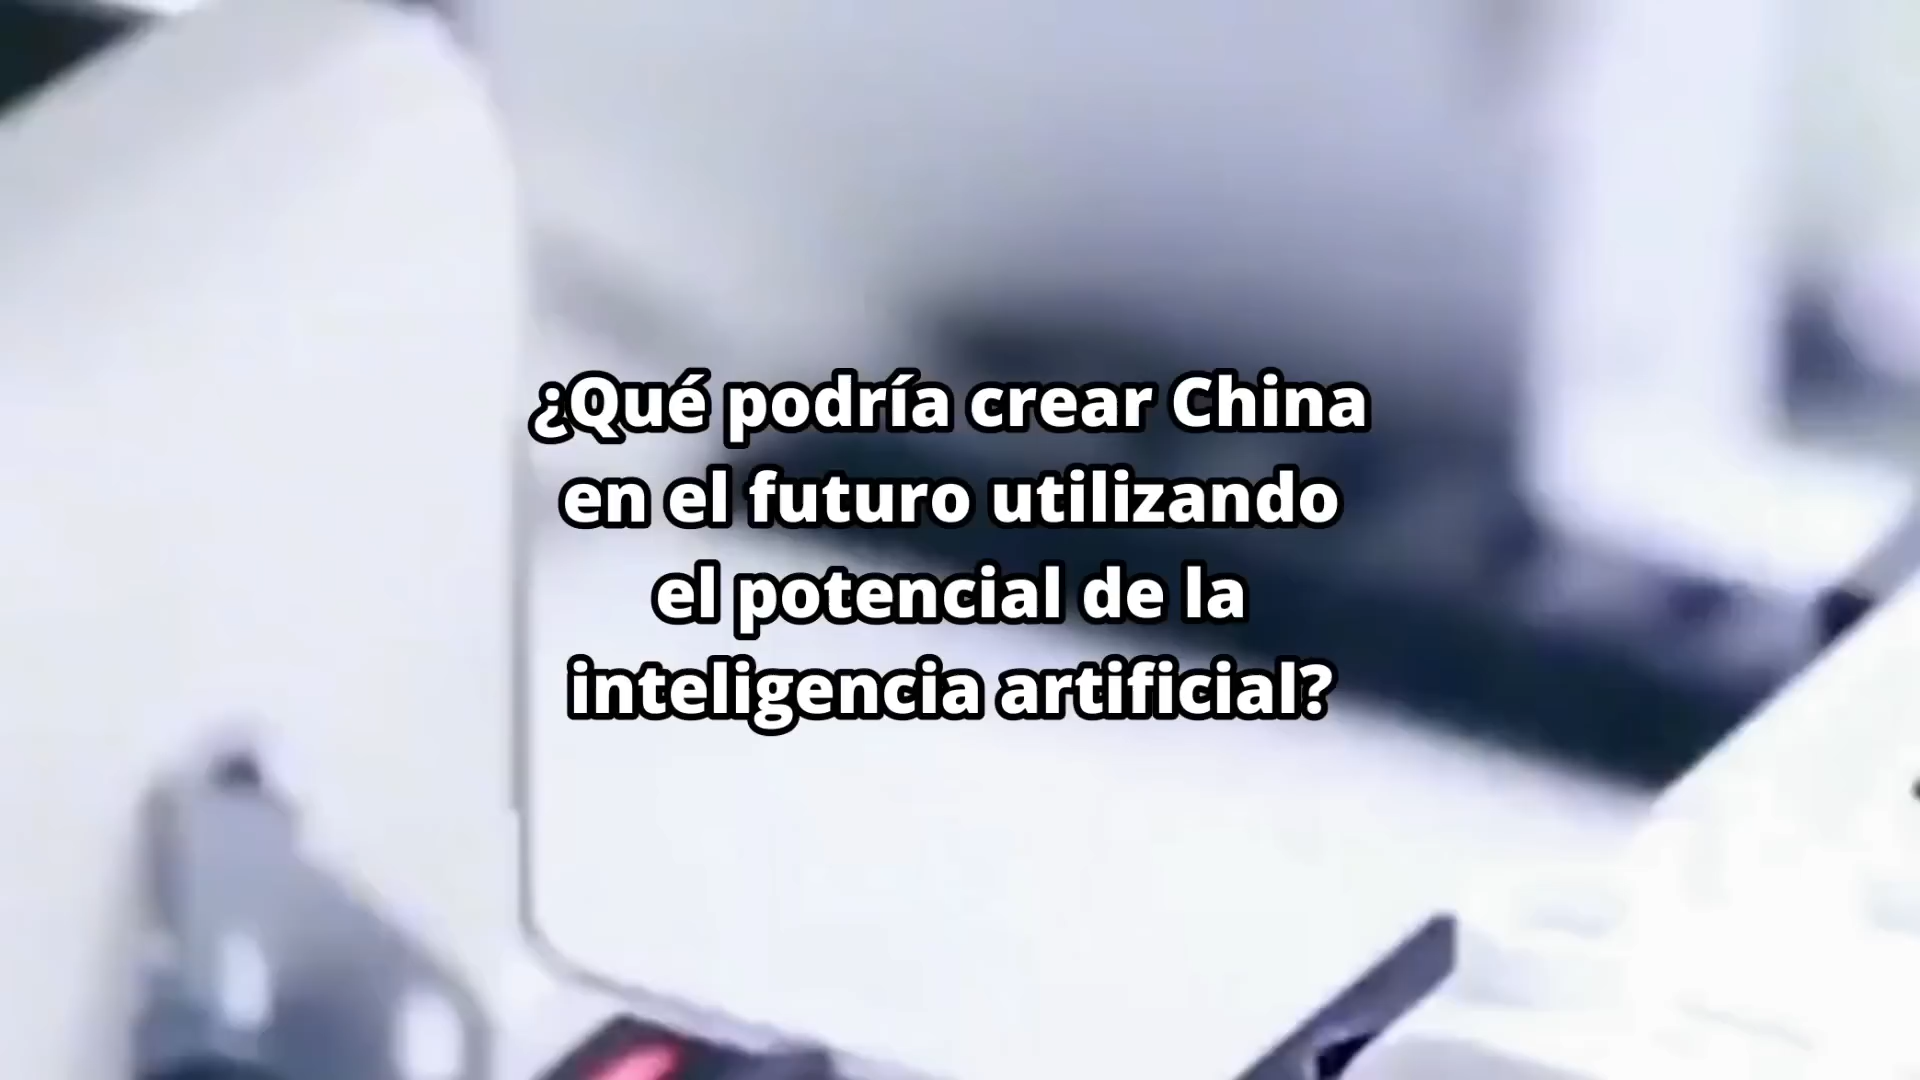 ¿Qué podría crear China
en el futuro utilizando
el potencial de la
inteligencia artificial?